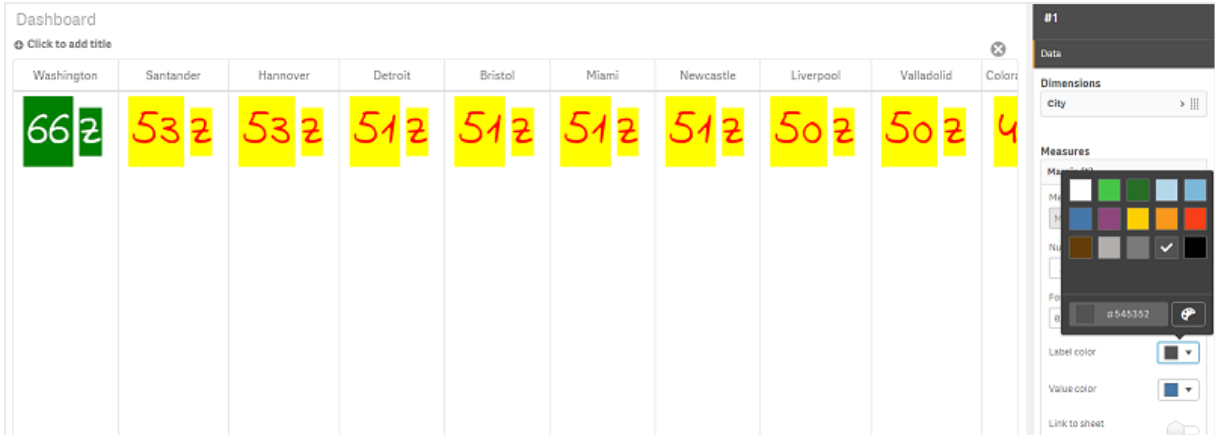 Dashboard
Click to add title
Washington Santander Hannover Detroit Bristol Miami Newcastle Liverpool Valladolid
66 z 53 z 53 z 51 z 51 z 51 z 51 z 50 z 50 z
#1
Data
Dimensions
City
Measures
#545352
Label color
Value color
Link to sheet